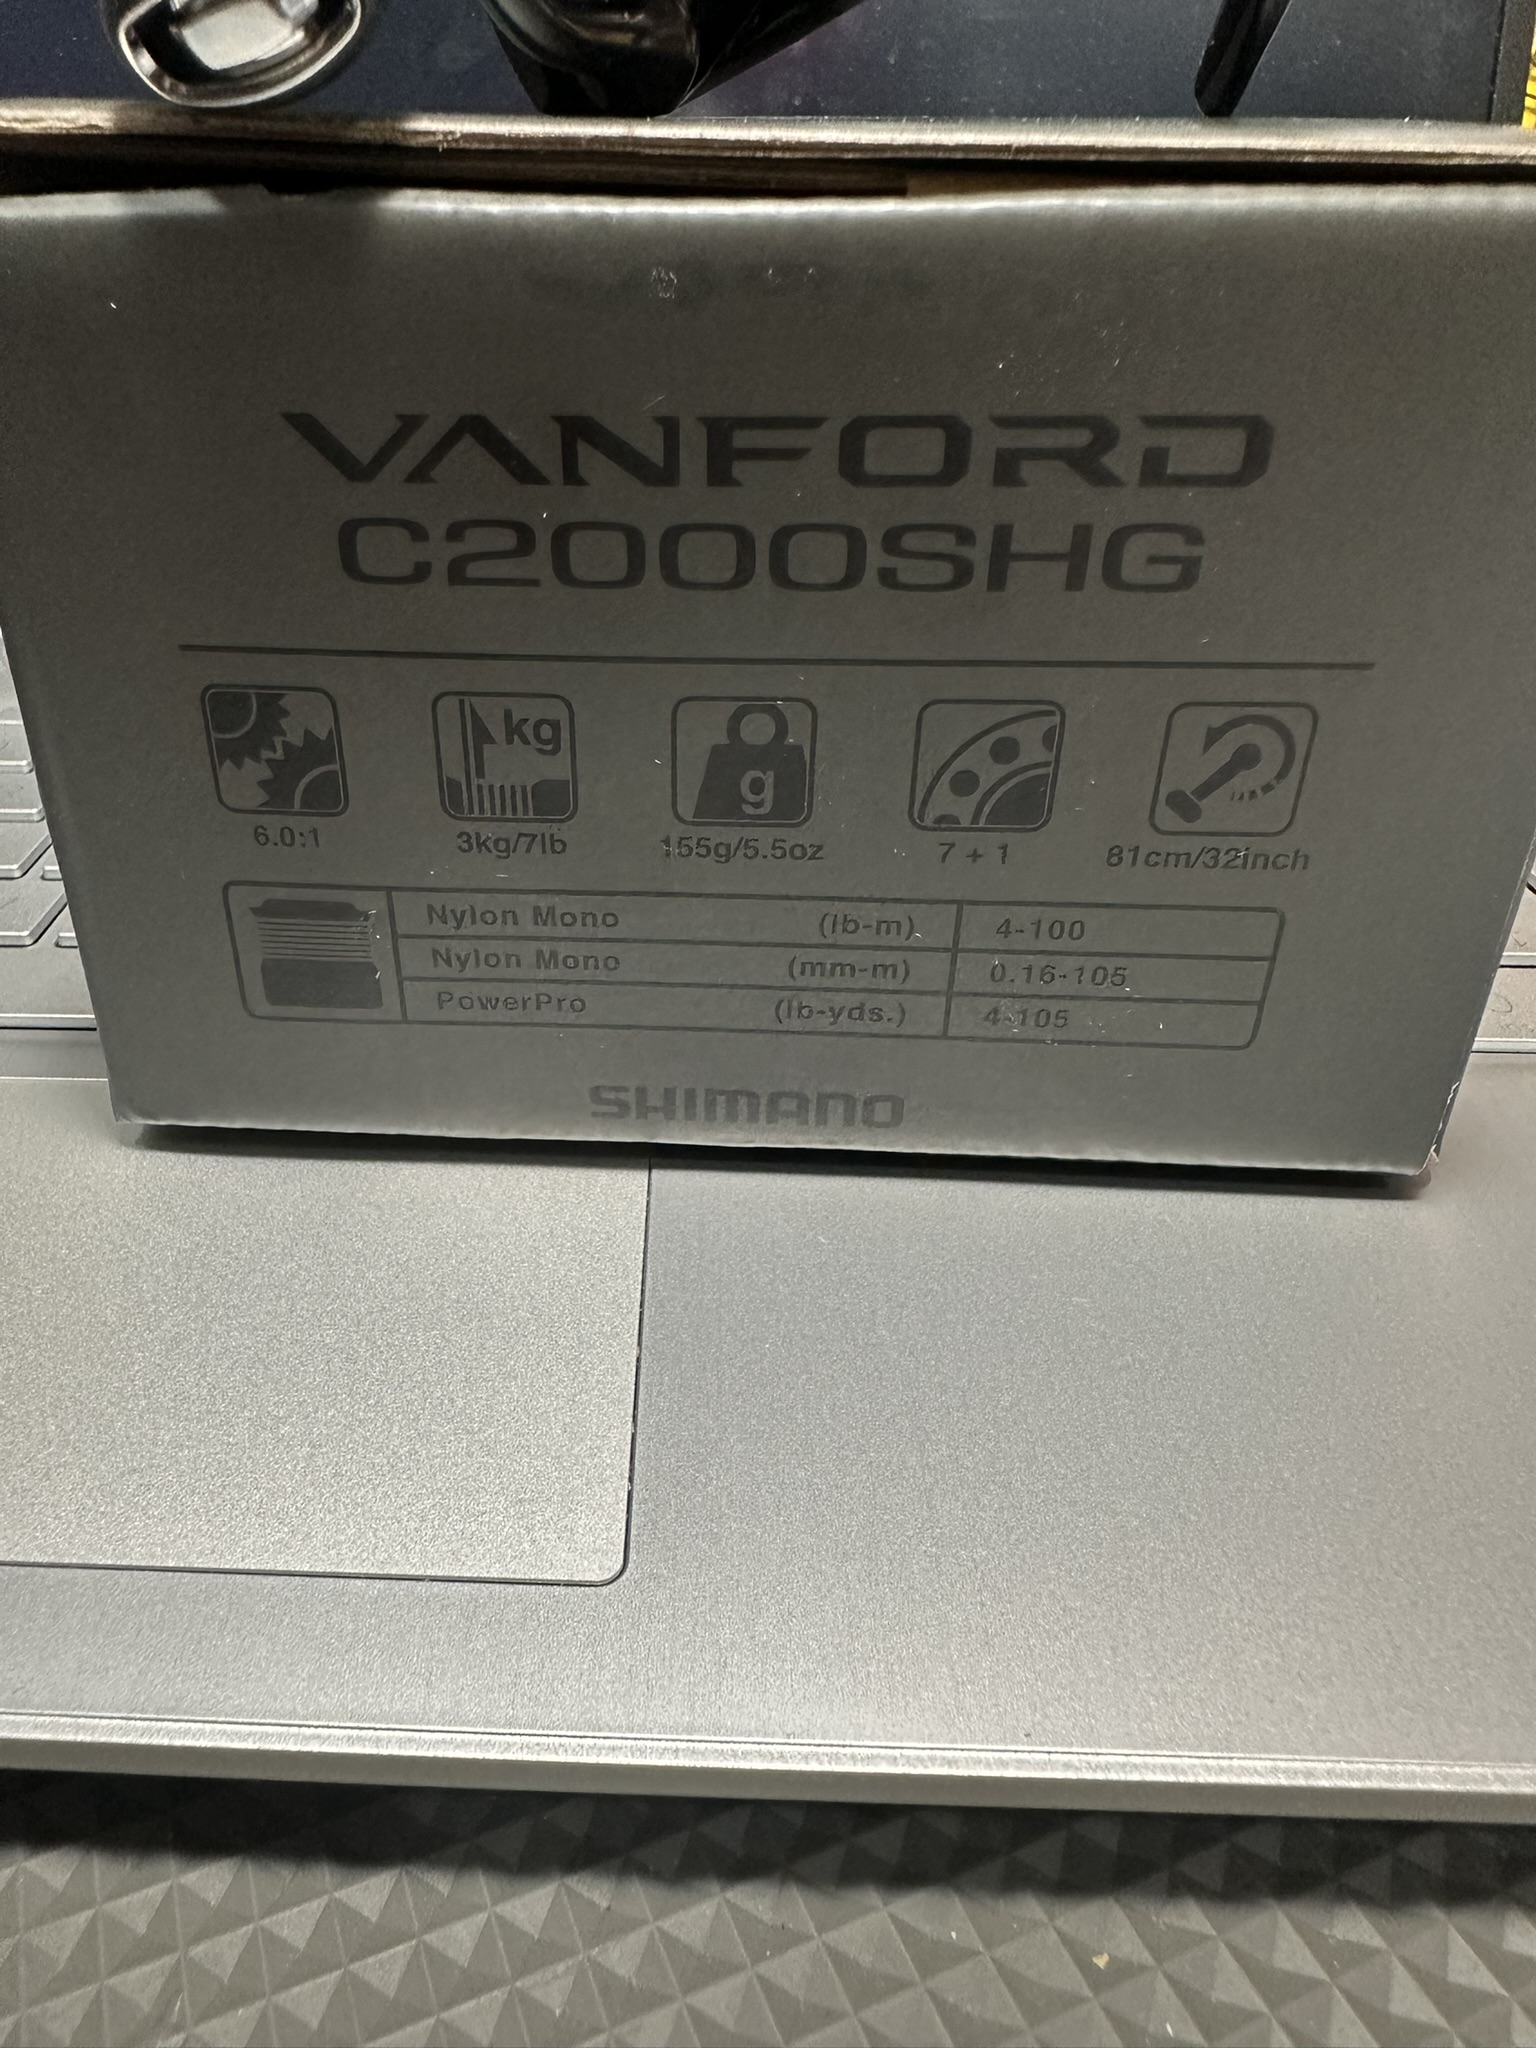 VANFORD
C2000SHG
kg
g
6.0:1 3kg/7lb 155g/5.5oz 7 + 1 81cm/32inch
Nylon Mono (lb-m) 4-100
Nylon Mono (mm-m) 0.16-105
PowerPro (lb-yds.) 4-105
SHIMANO